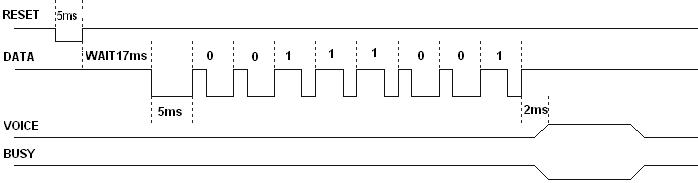 RESET 5ms
DATA WAIT17ms 0 0 1 1 1 0 0 1
5ms 2ms
VOICE
BUSY